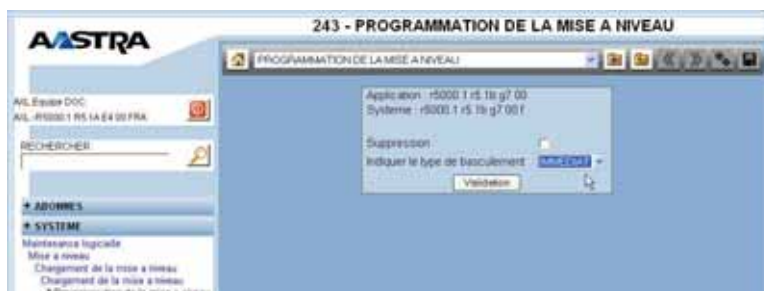 243 - PROGRAMMATION DE LA MISE A NIVEAU
AASTRA
PROGRAMMATION DE LA MISE A NIVEAU
Application : r5000.1 r5.1b g7 00
Systeme : r5000.1 r5.1b g7 00 f
AXL.Equipe DOC
Suppression
RECHERCHER
Indiquer le type de basculement IMMEDIAT
Validation
+ ABONNES
+ SYSTEME
Maintenance logicielle
Mise a niveau
Chargement de la mise a niveau
Chargement de la mise a niveau